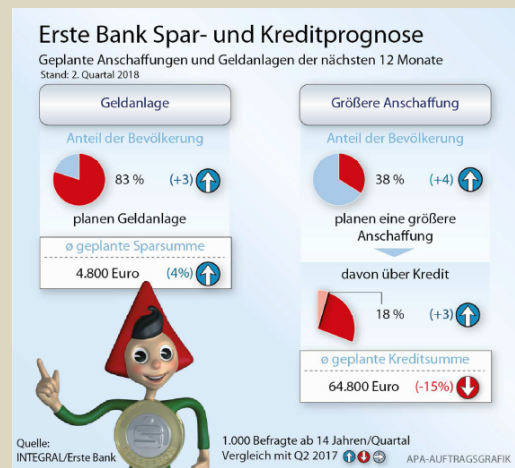 Erste Bank Spar- und Kreditprognose
Geplante Anschaffungen und Geldanlagen der nächsten 12 Monate
Stand: 2. Quartal 2018
Geldanlage
Anteil der Bevölkerung
83 % (+3)
planen Geldanlage
ø geplante Sparsumme
4.800 Euro (4%)
Größere Anschaffung
Anteil der Bevölkerung
38 % (+4)
planen eine größere
Anschaffung
davon über Kredit
18 % (+3)
ø geplante Kreditsumme
64.800 Euro (-15%)
Quelle:
INTEGRAL/Erste Bank
1.000 Befragte ab 14 Jahren/Quartal
Vergleich mit Q2 2017
APA-AUFTRAGSGRAFIK